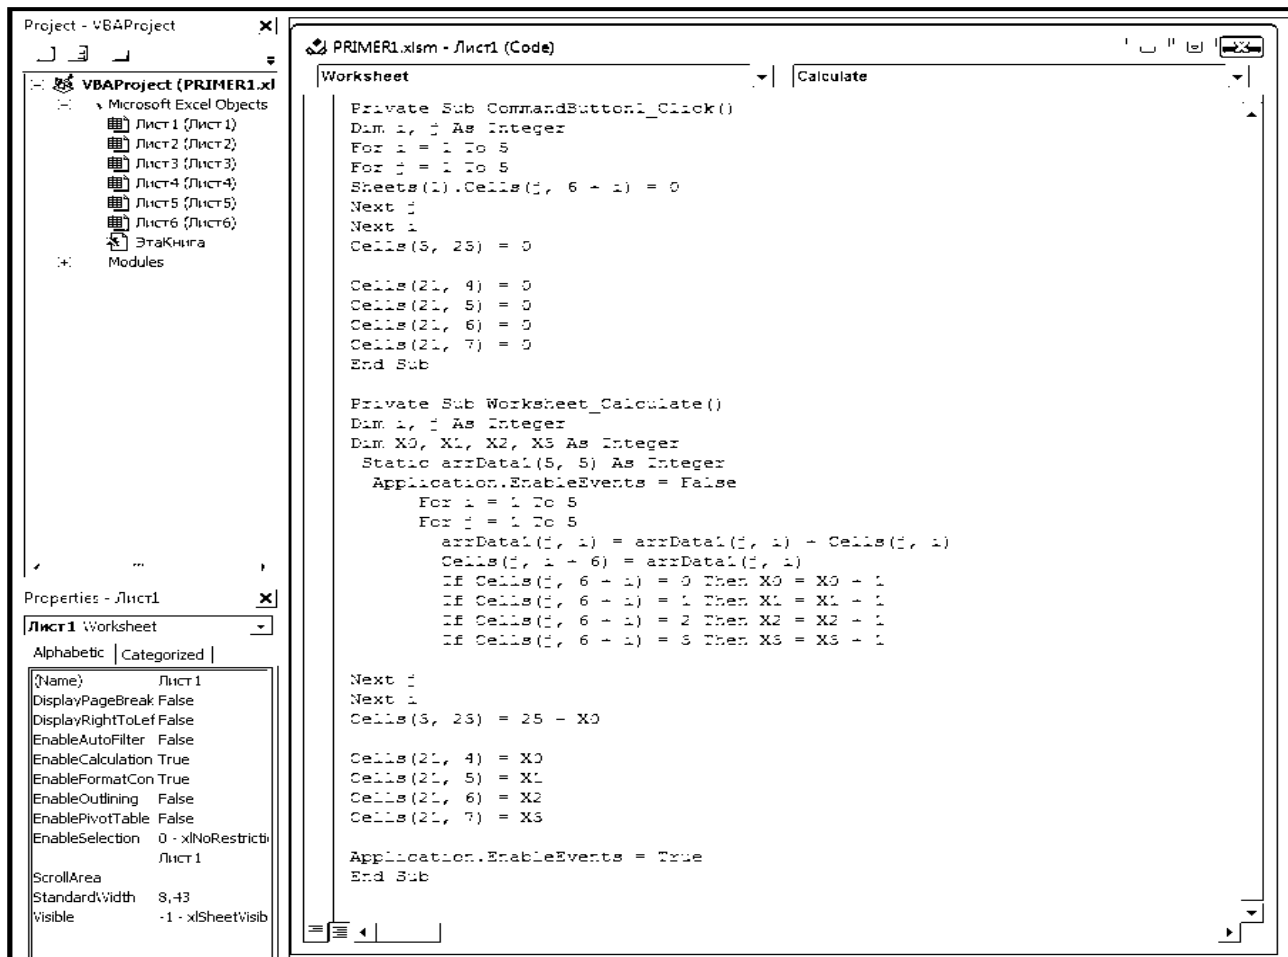 Project - VBAProject
VBAProject (PRIMER1.xl
Microsoft Excel Objects
Лист1 (Лист1)
Лист2 (Лист2)
Лист3 (Лист3)
Лист4 (Лист4)
Лист5 (Лист5)
Лист6 (Лист6)
ЭтаКнига
Modules
Properties - Лист1
Лист1 Worksheet
Alphabetic Categorized
(Name) Лист1
DisplayPageBreak False
DisplayRightToLef False
EnableAutoFilter False
EnableCalculation True
EnableFormatCon True
EnableOutlining False
EnablePivotTable False
EnableSelection 0 - xlNoRestricti
Лист1
ScrollArea
StandardWidth 8,43
Visible -1 - xlSheetVisib
PRIMER1.xlsm - Лист1 (Code)
Worksheet Calculate
Private Sub CommandButton1_Click()
Dim i, j As Integer
For i = 1 To 5
For j = 1 To 5
Sheets(1).Cells(j, 6 + i) = 0
Next j
Next i
Cells(3, 23) = 0
Cells(21, 4) = 0
Cells(21, 5) = 0
Cells(21, 6) = 0
Cells(21, 7) = 0
End Sub
Private Sub Worksheet_Calculate()
Dim i, j As Integer
Dim X0, X1, X2, X3 As Integer
Static arrData1(5, 5) As Integer
Application.EnableEvents = False
For i = 1 To 5
For j = 1 To 5
arrData1(j, i) = arrData1(j, i) + Cells(j, i)
Cells(j, i + 6) = arrData1(j, i)
If Cells(j, 6 + i) = 0 Then X0 = X0 + 1
If Cells(j, 6 + i) = 1 Then X1 = X1 + 1
If Cells(j, 6 + i) = 2 Then X2 = X2 + 1
If Cells(j, 6 + i) = 3 Then X3 = X3 + 1
Next j
Next i
Cells(3, 23) = 25 - X0
Cells(21, 4) = X0
Cells(21, 5) = X1
Cells(21, 6) = X2
Cells(21, 7) = X3
Application.EnableEvents = True
End Sub